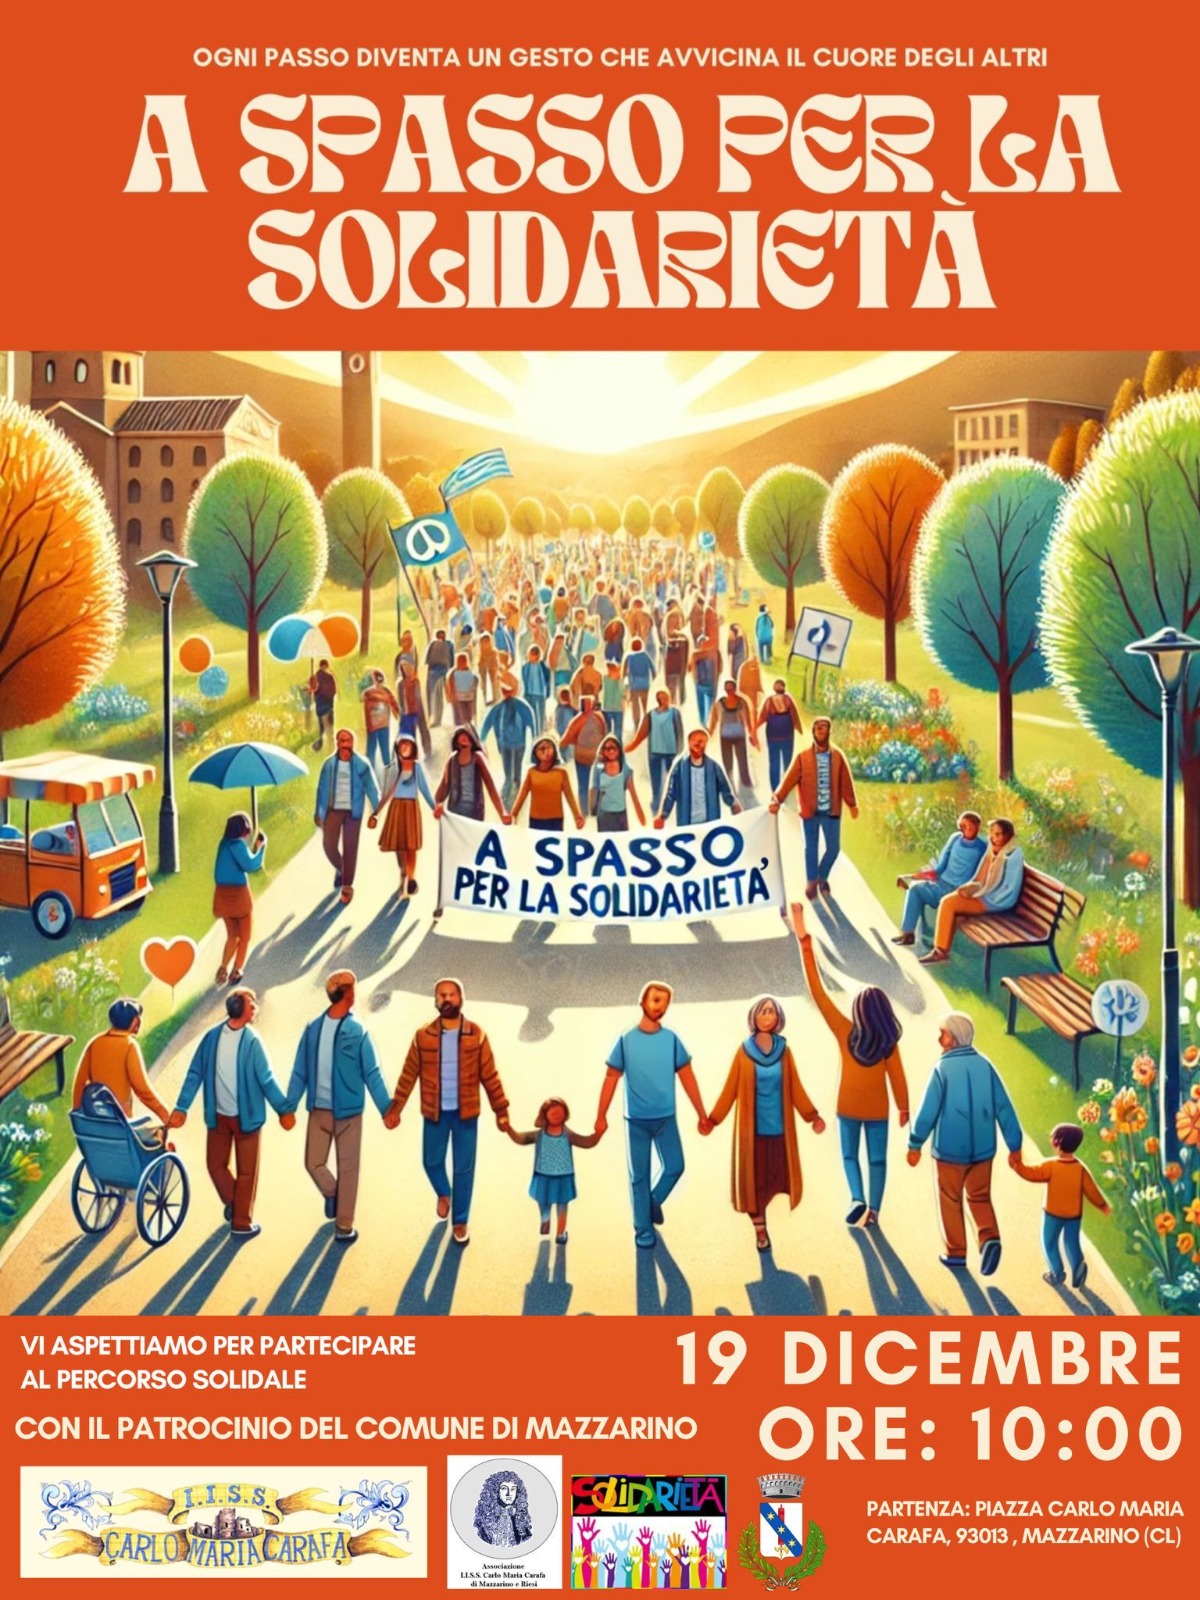 OGNI PASSO DIVENTA UN GESTO CHE AVVICINA IL CUORE DEGLI ALTRI
A SPASSO PER LA
SOLIDARIETÀ
A SPASSO,
PER LA SOLIDARIETA
VI ASPETTIAMO PER PARTECIPARE
AL PERCORSO SOLIDALE
CON IL PATROCINIO DEL COMUNE DI MAZZARINO
19 DICEMBRE
ORE: 10:00
PARTENZA: PIAZZA CARLO MARIA
CARAFA, 93013 , MAZZARINO (CL)
I.I.S.S.
CARLO MARIA CARAFA
Associazione
I.I.S.S. Carlo Maria Carafa
di Mazzarino e Riesi
SOLIDARIETÀ